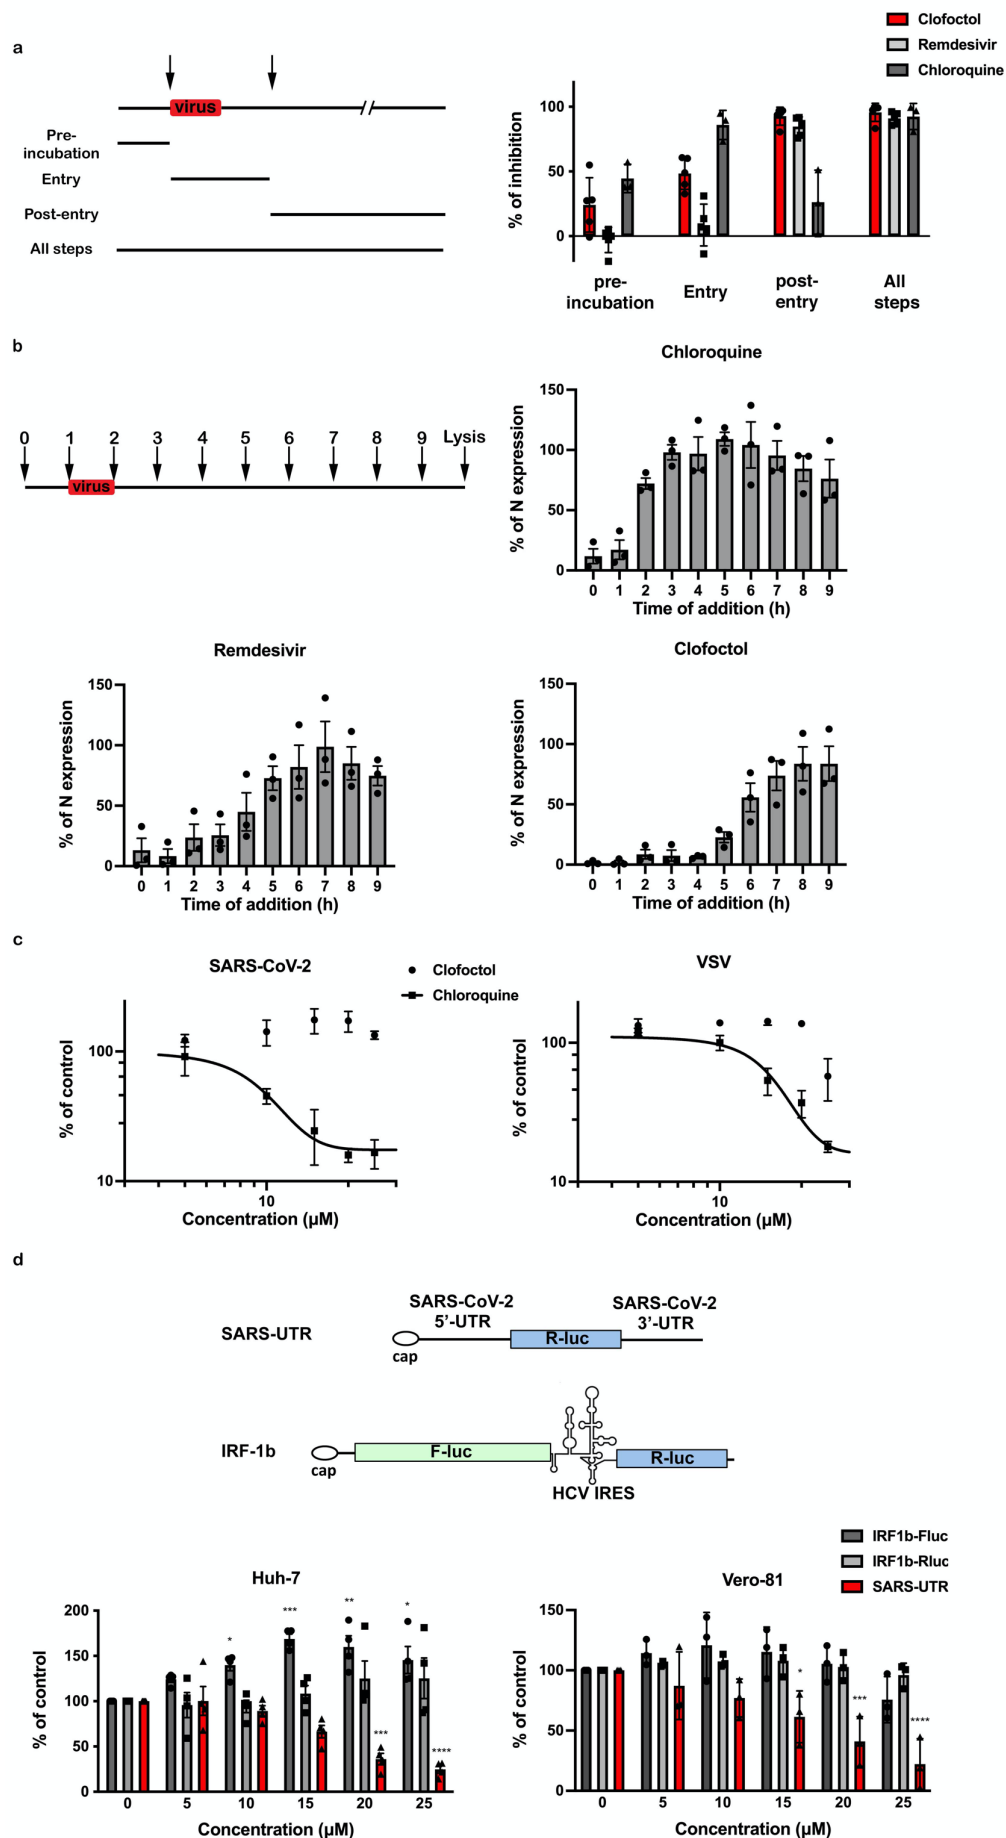 a
virus
Pre-
incubation
Entry
Post-entry
All steps
Clofoctol
Remdesivir
Chloroquine
% of inhibition
100
50
0
pre-
incubation
Entry
post-
entry
All
steps
b
0 1 2 3 4 5 6 7 8 9 Lysis
virus
Chloroquine
% of N expression
150
100
50
0
0 1 2 3 4 5 6 7 8 9
Time of addition (h)
Remdesivir
% of N expression
150
100
50
0
0 1 2 3 4 5 6 7 8 9
Time of addition (h)
Clofoctol
% of N expression
150
100
50
0
0 1 2 3 4 5 6 7 8 9
Time of addition (h)
c
SARS-CoV-2
% of control
100
10
10
Concentration (µM)
Clofoctol
Chloroquine
VSV
% of control
100
10
10
Concentration (µM)
d
SARS-UTR
SARS-CoV-2
5'-UTR
SARS-CoV-2
3'-UTR
R-luc
cap
IRF-1b
F-luc
R-luc
cap
HCV IRES
Huh-7
% of control
200
150
100
50
0
* *** ** *
*** ****
0 5 10 15 20 25
Concentration (µM)
IRF1b-Fluc
IRF1b-Rluc
SARS-UTR
Vero-81
% of control
150
100
50
0
* *** ****
0 5 10 15 20 25
Concentration (µM)